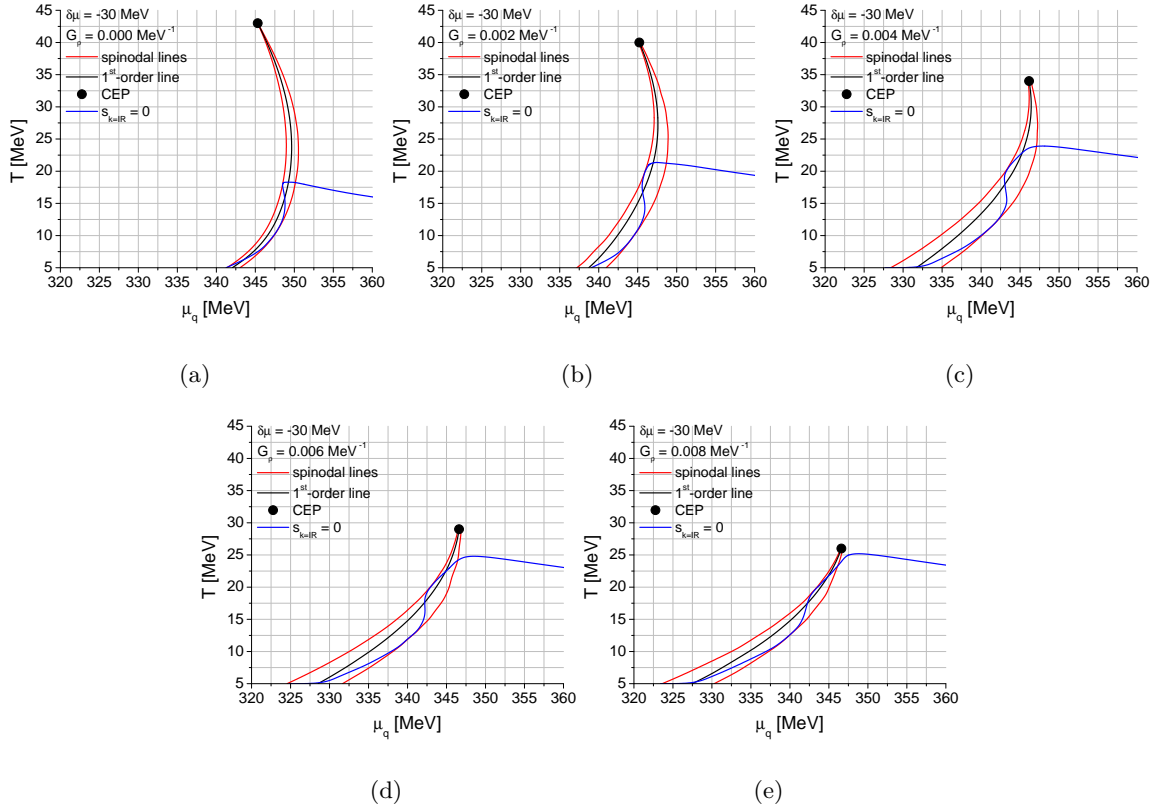 δμ = -30 MeV
G_ρ = 0.000 MeV⁻¹
spinodal lines
1ˢᵗ-order line
CEP
s_{k=IR} = 0
45
40
35
30
25
20
15
10
5
T [MeV]
320 325 330 335 340 345 350 355 360
μ_q [MeV]
(a)
δμ = -30 MeV
G_ρ = 0.002 MeV⁻¹
spinodal lines
1ˢᵗ-order line
CEP
s_{k=IR} = 0
45
40
35
30
25
20
15
10
5
T [MeV]
320 325 330 335 340 345 350 355 360
μ_q [MeV]
(b)
δμ = -30 MeV
G_ρ = 0.004 MeV⁻¹
spinodal lines
1ˢᵗ-order line
CEP
s_{k=IR} = 0
45
40
35
30
25
20
15
10
5
T [MeV]
320 325 330 335 340 345 350 355 360
μ_q [MeV]
(c)
δμ = -30 MeV
G_ρ = 0.006 MeV⁻¹
spinodal lines
1ˢᵗ-order line
CEP
s_{k=IR} = 0
45
40
35
30
25
20
15
10
5
T [MeV]
320 325 330 335 340 345 350 355 360
μ_q [MeV]
(d)
δμ = -30 MeV
G_ρ = 0.008 MeV⁻¹
spinodal lines
1ˢᵗ-order line
CEP
s_{k=IR} = 0
45
40
35
30
25
20
15
10
5
T [MeV]
320 325 330 335 340 345 350 355 360
μ_q [MeV]
(e)